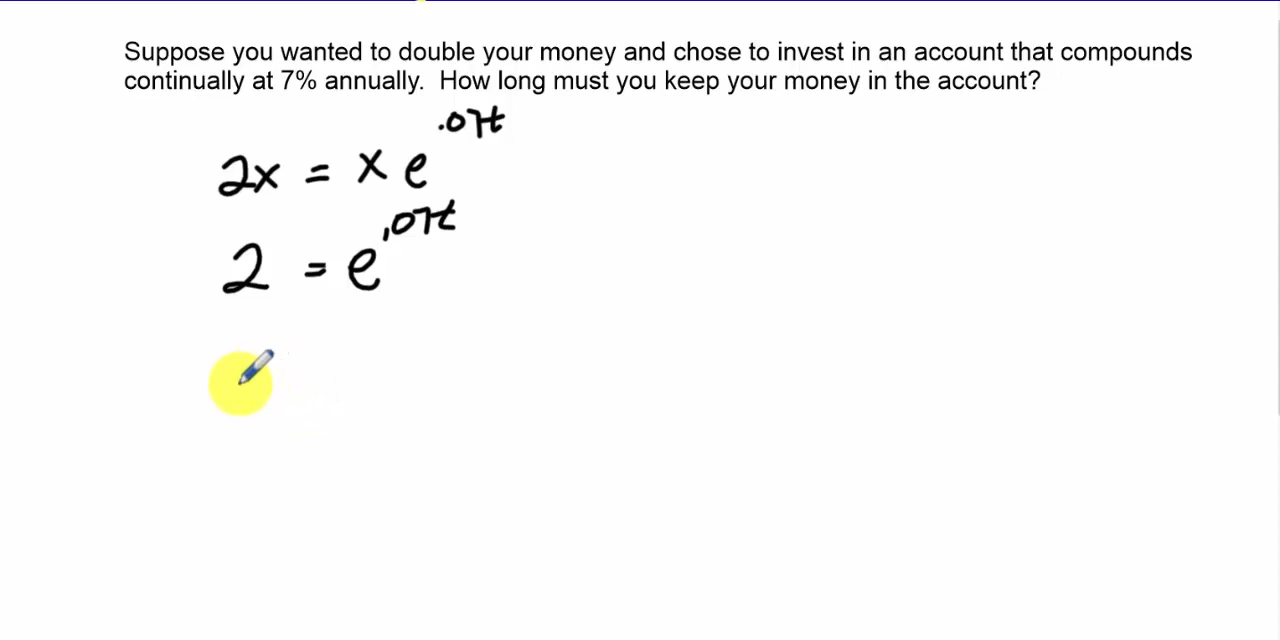 Suppose you wanted to double your money and chose to invest in an account that compounds
continually at 7% annually.  How long must you keep your money in the account?
2x = x e^.07t
2 = e^.07t